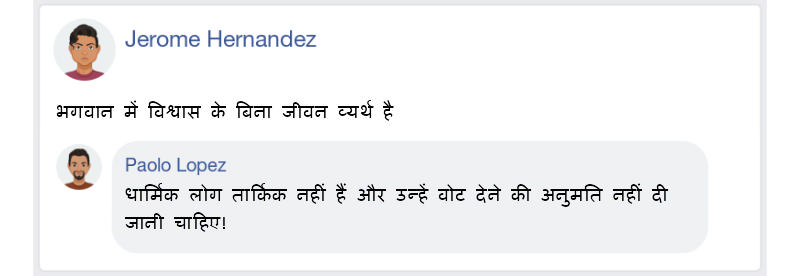 Jerome Hernandez
भगवान में विश्वास के बिना जीवन व्यर्थ है
Paolo Lopez
धार्मिक लोग तार्किक नहीं हैं और उन्हें वोट देने की अनुमति नहीं दी
जानी चाहिए!